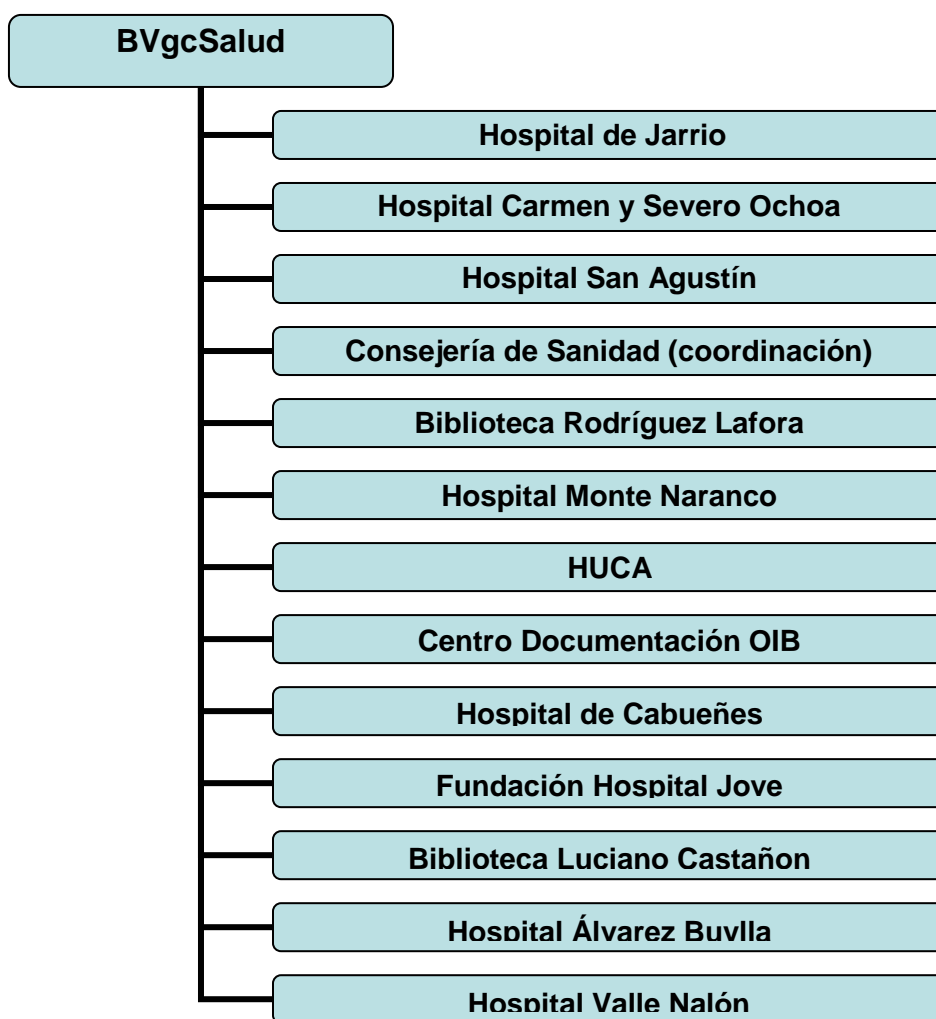 BVgcSalud
Hospital de Jarrio
Hospital Carmen y Severo Ochoa
Hospital San Agustín
Consejería de Sanidad (coordinación)
Biblioteca Rodríguez Lafora
Hospital Monte Naranco
HUCA
Centro Documentación OIB
Hospital de Cabueñes
Fundación Hospital Jove
Biblioteca Luciano Castañon
Hospital Álvarez Buylla
Hospital Valle Nalón